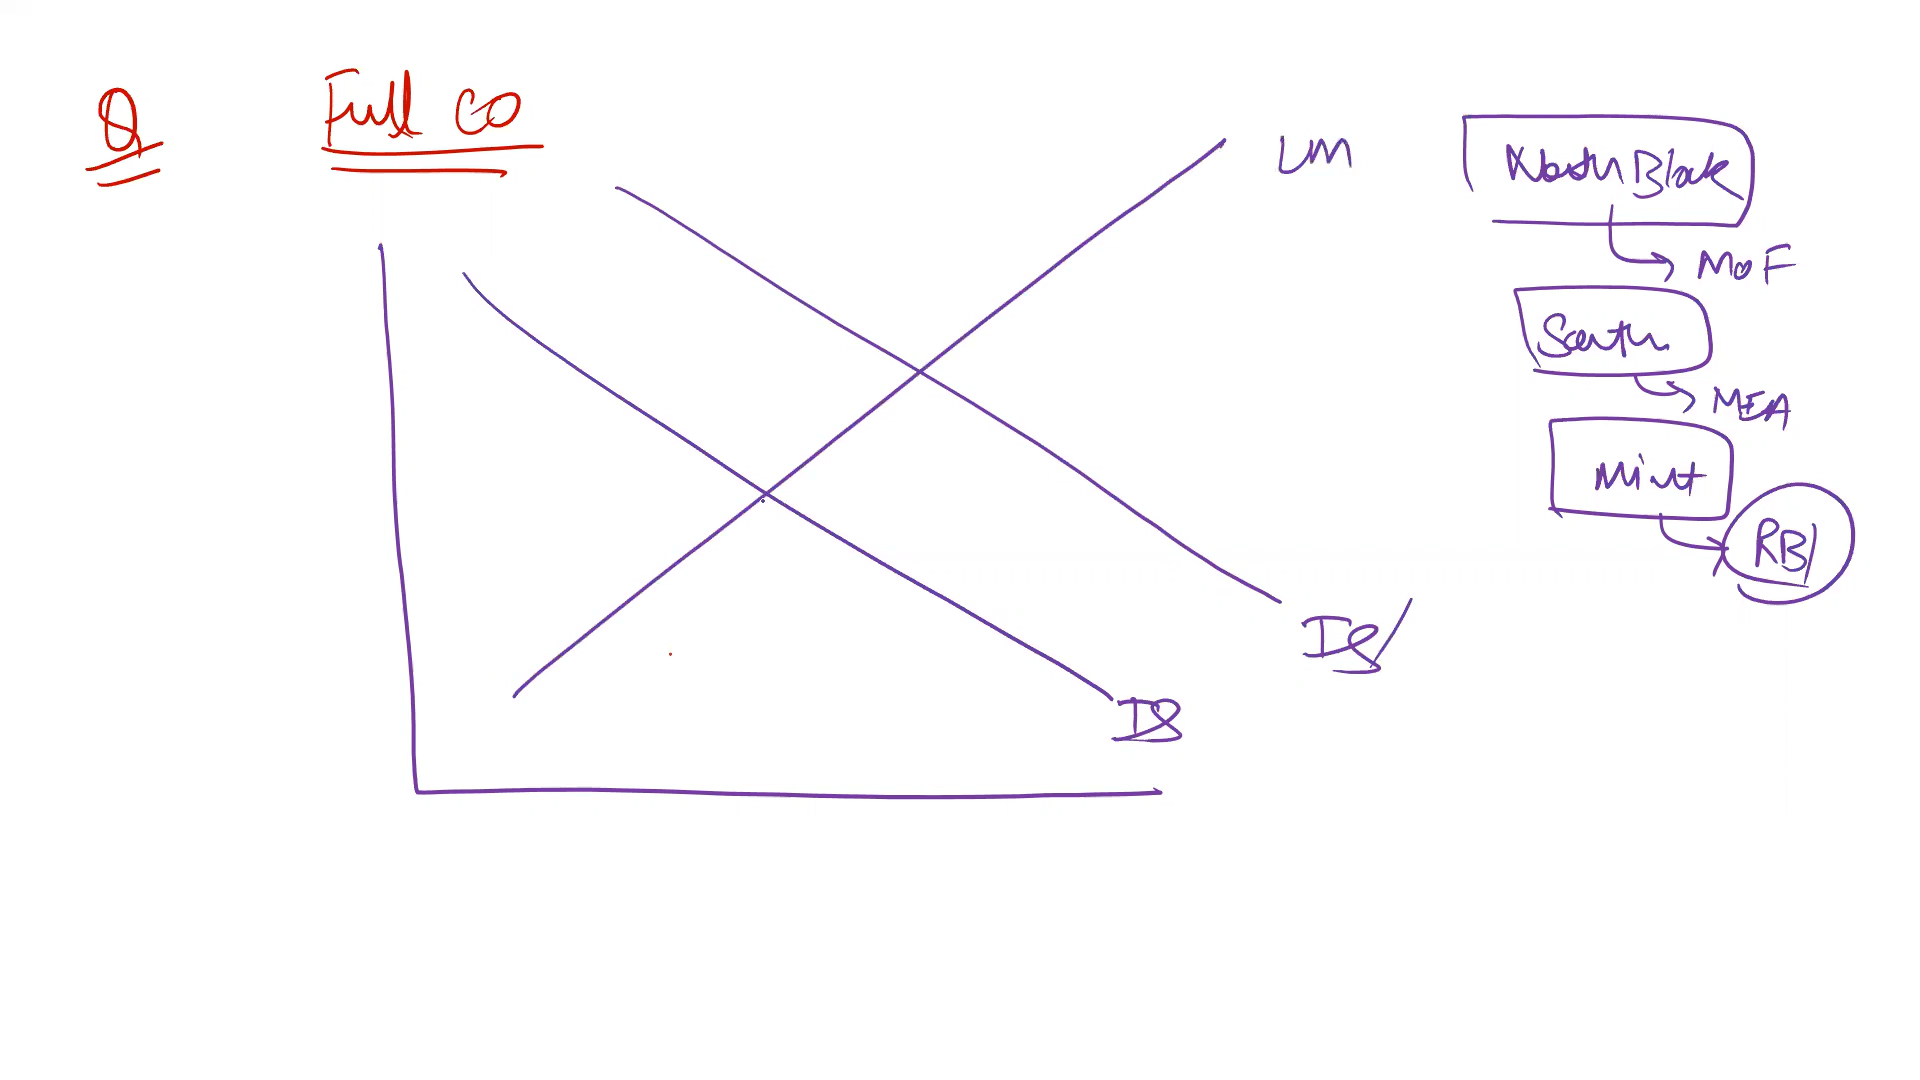 Q
Full CO
LM
North Block
MoF
South
MEA
Mint
RBI
IS'
IS